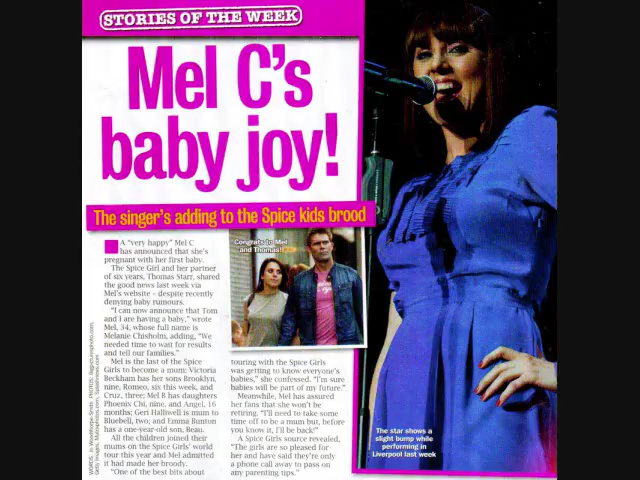 STORIES OF THE WEEK
Mel C's
baby joy!
The singer's adding to the Spice kids brood
A "very happy" Mel C
has announced that she's
pregnant with her first baby.
The Spice Girl and her partner
of six years, Thomas Starr, shared
the good news last week via
Mel's website – despite recently
denying baby rumours.
"I can now announce that Tom
and I are having a baby," wrote
Mel, 34, whose full name is
Melanie Chisholm, adding, "We
needed time to wait for results
and tell our families."
Mel is the last of the Spice
Girls to become a mum: Victoria
Beckham has her sons Brooklyn,
nine, Romeo, six this week, and
Cruz, three; Mel B has daughters
Phoenix Chi, nine, and Angel, 16
months; Geri Halliwell is mum to
Bluebell, two; and Emma Bunton
has a one-year-old son, Beau.
All the children joined their
mums on the Spice Girls' world
tour this year and Mel admitted
it had made her broody.
"One of the best bits about
Congrats to Mel
and Thomas!
touring with the Spice Girls
was getting to know everyone's
babies," she confessed. "I'm sure
babies will be part of my future."
Meanwhile, Mel has assured
her fans that she won't be
retiring. "I'll need to take some
time off to be a mum but, before
you know it, I'll be back!"
A Spice Girls source revealed,
"The girls are so pleased for
her and have said they're only
a phone call away to pass on
any parenting tips."
The star shows a
slight bump while
performing in
Liverpool last week